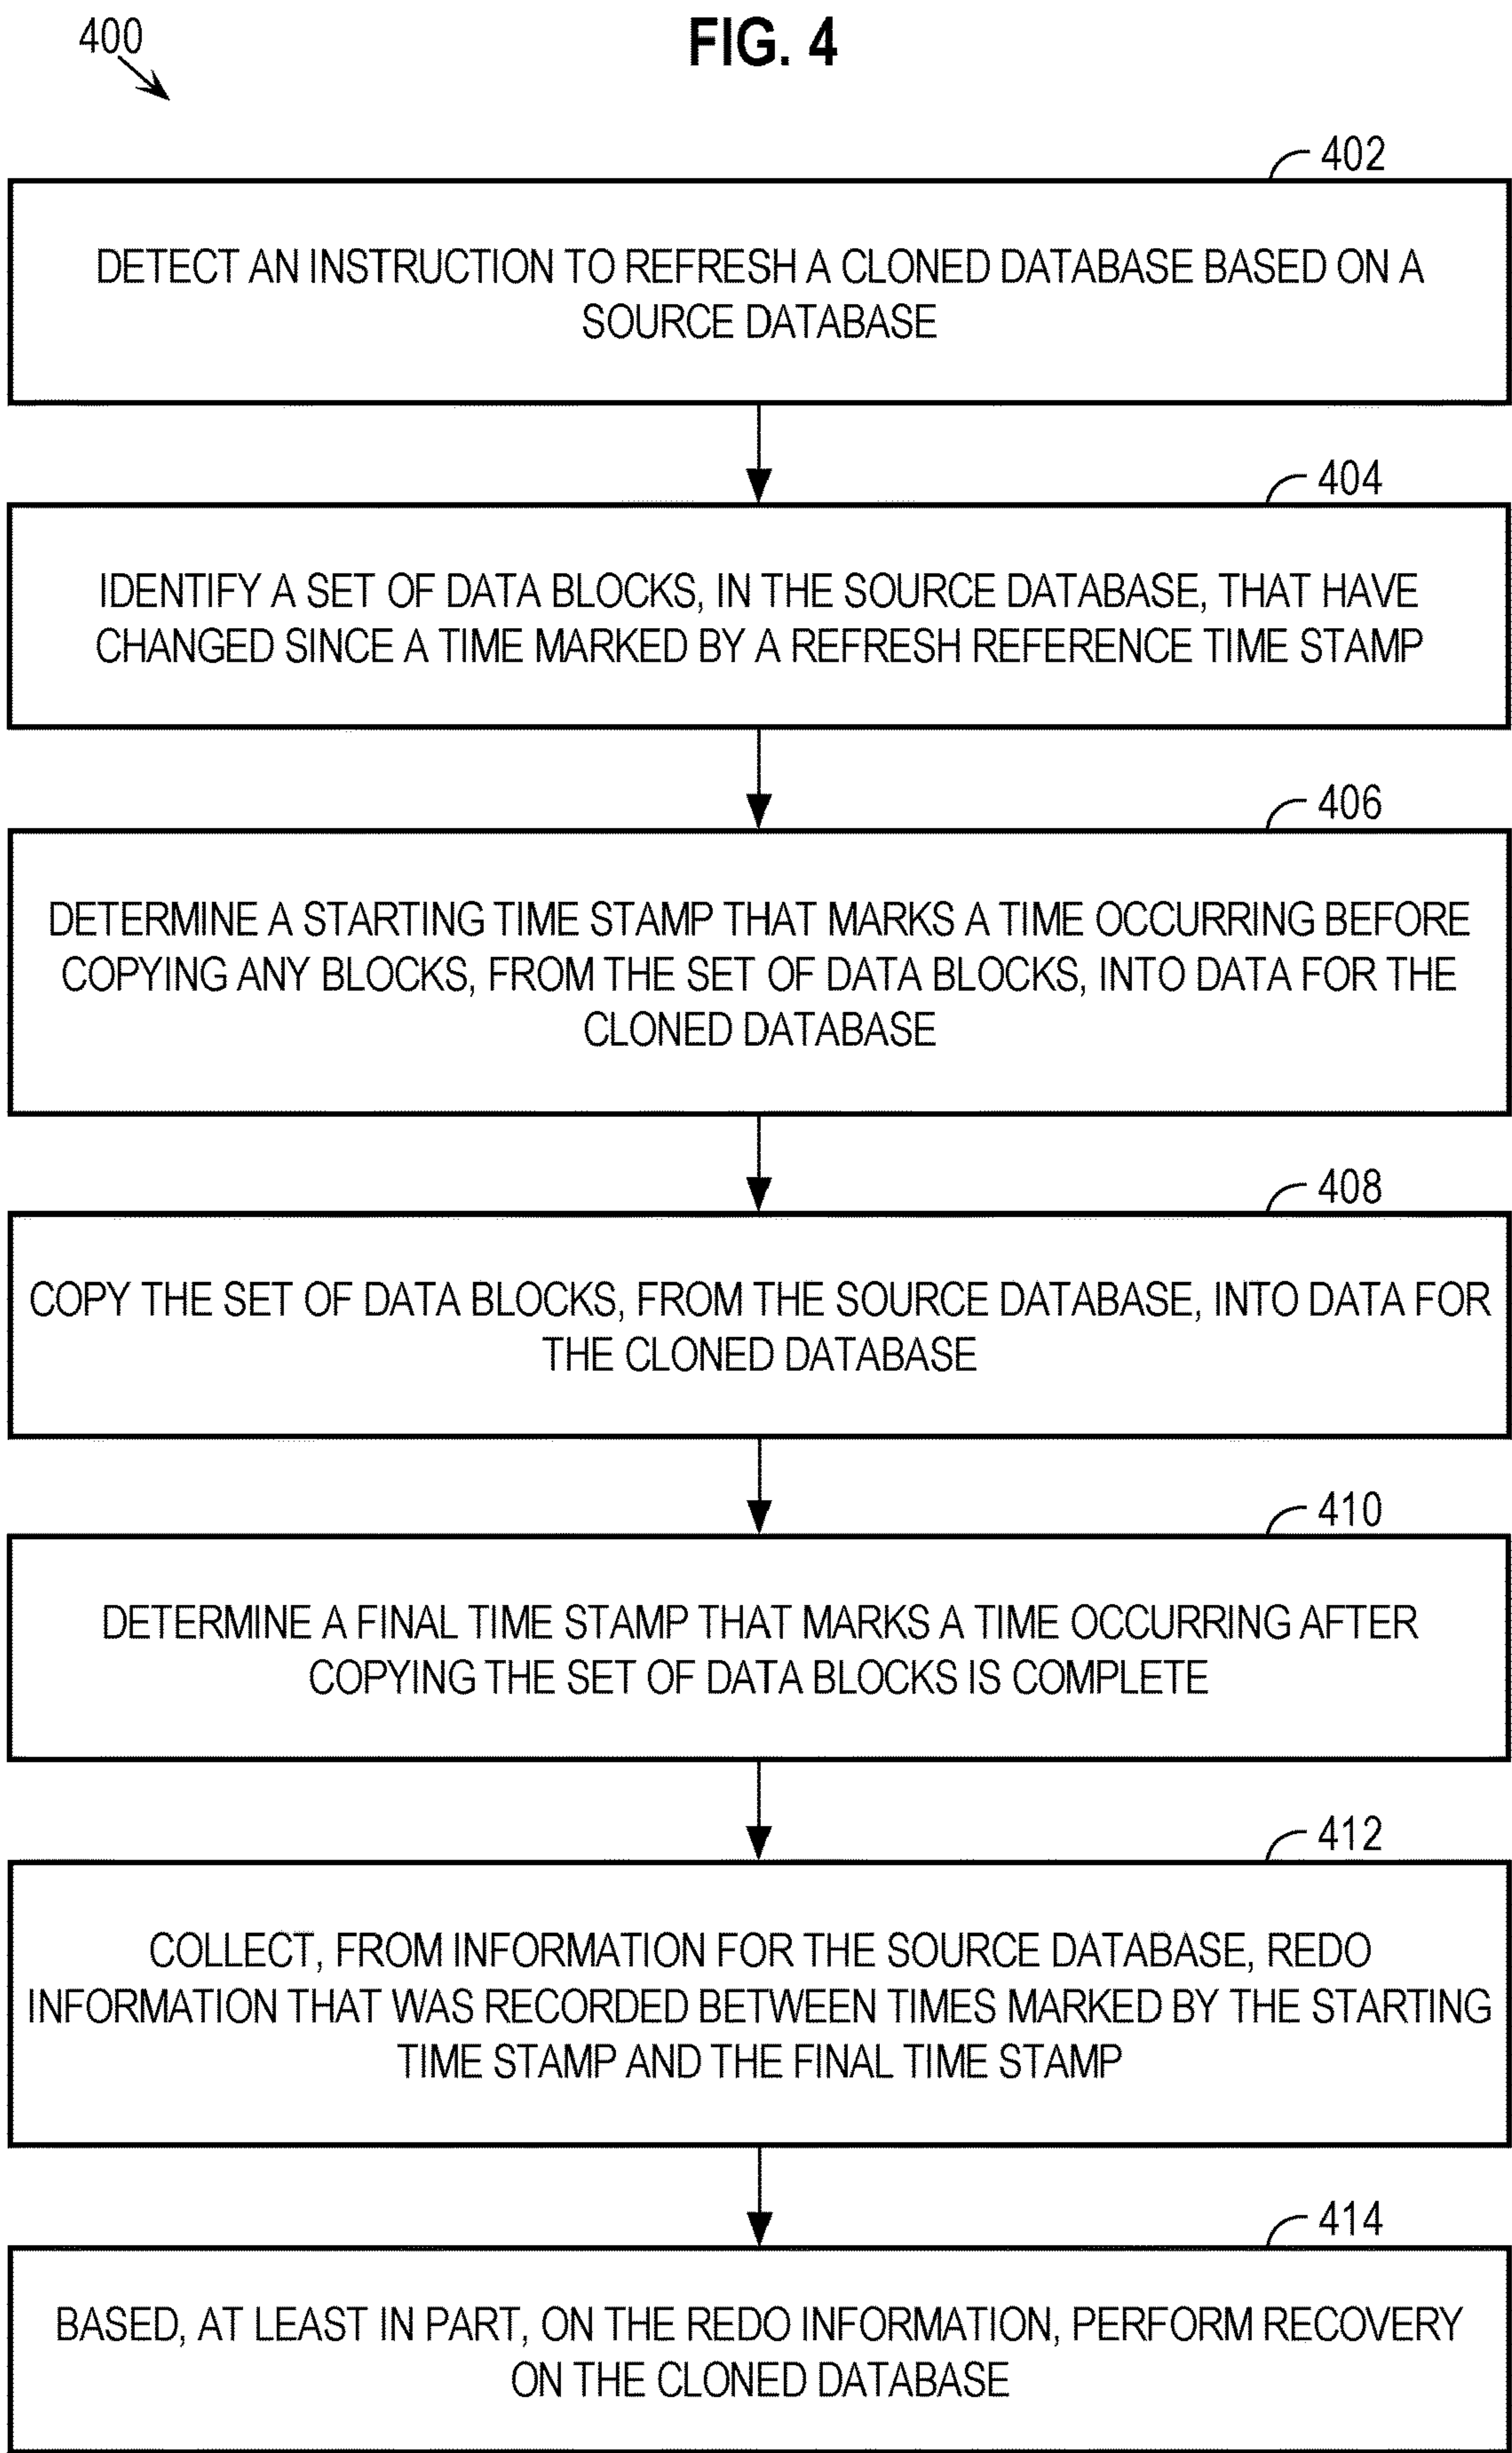 400
FIG. 4
402
DETECT AN INSTRUCTION TO REFRESH A CLONED DATABASE BASED ON A
SOURCE DATABASE
404
IDENTIFY A SET OF DATA BLOCKS, IN THE SOURCE DATABASE, THAT HAVE
CHANGED SINCE A TIME MARKED BY A REFRESH REFERENCE TIME STAMP
406
DETERMINE A STARTING TIME STAMP THAT MARKS A TIME OCCURRING BEFORE
COPYING ANY BLOCKS, FROM THE SET OF DATA BLOCKS, INTO DATA FOR THE
CLONED DATABASE
408
COPY THE SET OF DATA BLOCKS, FROM THE SOURCE DATABASE, INTO DATA FOR
THE CLONED DATABASE
410
DETERMINE A FINAL TIME STAMP THAT MARKS A TIME OCCURRING AFTER
COPYING THE SET OF DATA BLOCKS IS COMPLETE
412
COLLECT, FROM INFORMATION FOR THE SOURCE DATABASE, REDO
INFORMATION THAT WAS RECORDED BETWEEN TIMES MARKED BY THE STARTING
TIME STAMP AND THE FINAL TIME STAMP
414
BASED, AT LEAST IN PART, ON THE REDO INFORMATION, PERFORM RECOVERY
ON THE CLONED DATABASE